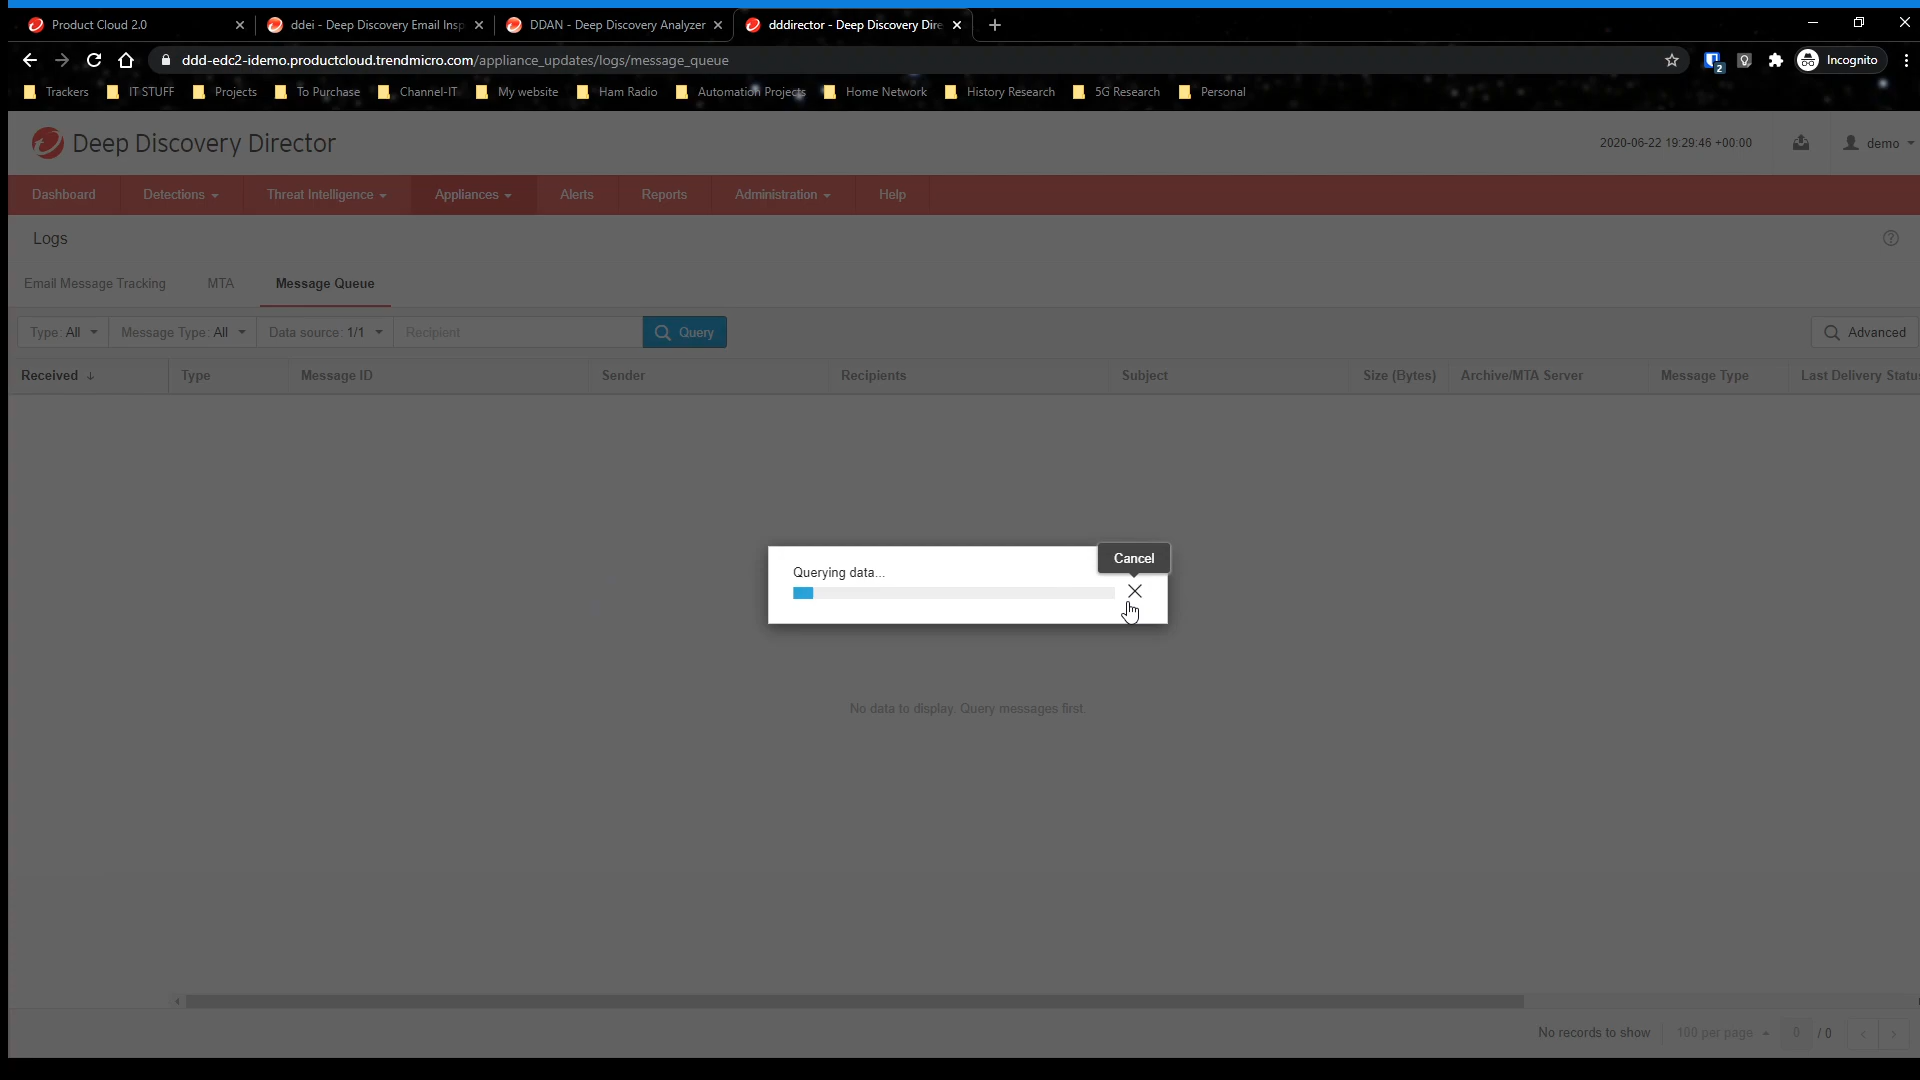 Product Cloud 2.0
ddei - Deep Discovery Email Insp
DDAN - Deep Discovery Analyzer
dddirector - Deep Discovery Dire
ddd-edc2-idemo.productcloud.trendmicro.com/appliance_updates/logs/message_queue
2
Incognito
Trackers
IT STUFF
Projects
To Purchase
Channel-IT
My website
Ham Radio
Automation Projects
Home Network
History Research
5G Research
Personal
Deep Discovery Director
2020-06-22 19:29:46 +00:00
demo
Dashboard
Detections
Threat Intelligence
Appliances
Alerts
Reports
Administration
Help
Logs
Email Message Tracking
MTA
Message Queue
Type: All
Message Type: All
Data source: 1/1
Recipient
Query
Advanced
Received
Type
Message ID
Sender
Recipients
Subject
Size (Bytes)
Archive/MTA Server
Message Type
Last Delivery Status
Cancel
Querying data...
No data to display. Query messages first.
No records to show
100 per page
0
/ 0